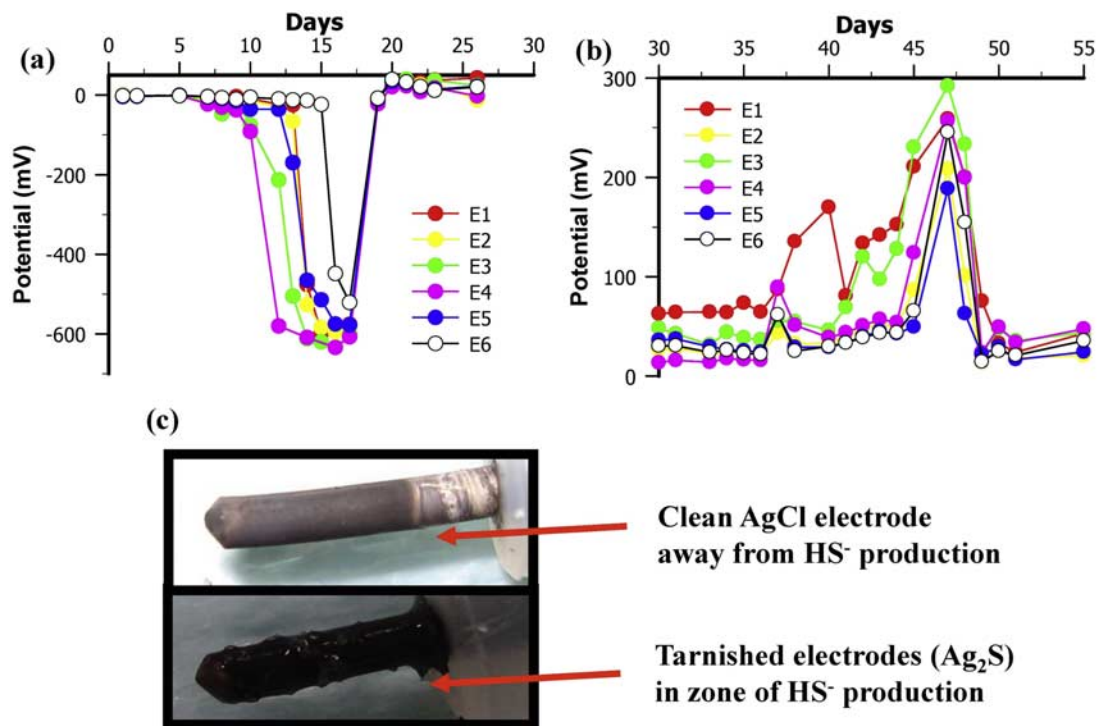 Days
(a)
0 5 10 15 20 25 30
0
-200
-400
-600
Potential (mV)
E1
E2
E3
E4
E5
E6
Days
(b)
30 35 40 45 50 55
300
200
100
0
Potential (mV)
E1
E2
E3
E4
E5
E6
(c)
Clean AgCl electrode
away from HS⁻ production
Tarnished electrodes (Ag₂S)
in zone of HS⁻ production